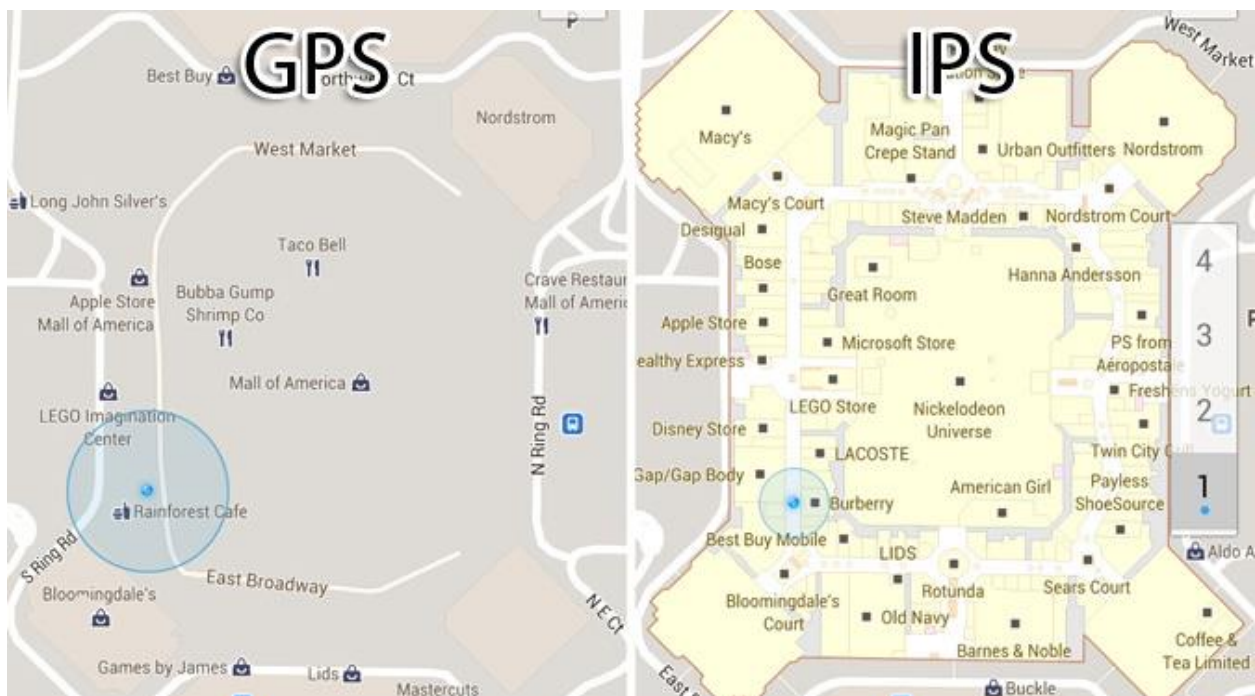 GPS
P
Best Buy
Ct
Nordstrom
West Market
Long John Silver's
Taco Bell
Apple Store
Mall of America
Bubba Gump
Shrimp Co
Crave Restau
Mall of Americ
Mall of America
LEGO Imagination
Center
N Ring Rd
Rainforest Cafe
S Ring Rd
East Broadway
Bloomingdale's
N E Ct
Games by James
Lids
Mastercuts
IPS
West Market
Macy's
Magic Pan
Crepe Stand
Urban Outfitters
Nordstrom
Macy's Court
Steve Madden
Nordstrom Court
Desigual
Bose
Hanna Andersson
Great Room
4
Apple Store
Microsoft Store
PS from
Aéropostale
3
ealthy Express
LEGO Store
Nickelodeon
Universe
Freshens Yogurt
2
Disney Store
LACOSTE
Twin City
Gap/Gap Body
Burberry
American Girl
Payless
ShoeSource
1
Best Buy Mobile
LIDS
Aldo A
Bloomingdale's
Court
Rotunda
Sears Court
Old Navy
Barnes & Noble
Coffee &
Tea Limited
East
Buckle